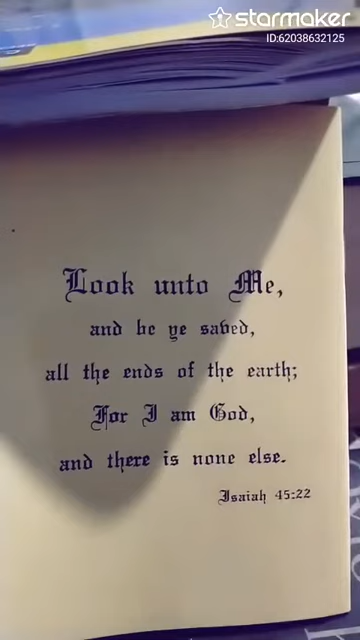 starmaker
ID:62038632125
Look unto Me,
and be ye saved,
all the ends of the earth;
For I am God,
and there is none else.
Isaiah 45:22